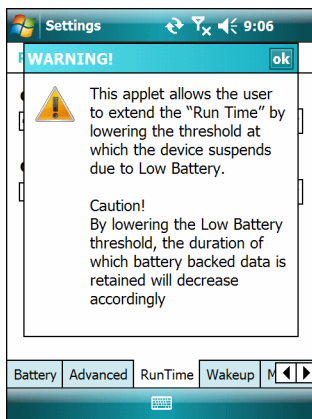 Settings 9:06
WARNING! ok
This applet allows the user
to extend the “Run Time” by
lowering the threshold at
which the device suspends
due to Low Battery.
Caution!
By lowering the Low Battery
threshold, the duration of
which battery backed data is
retained will decrease
accordingly
Battery Advanced RunTime Wakeup